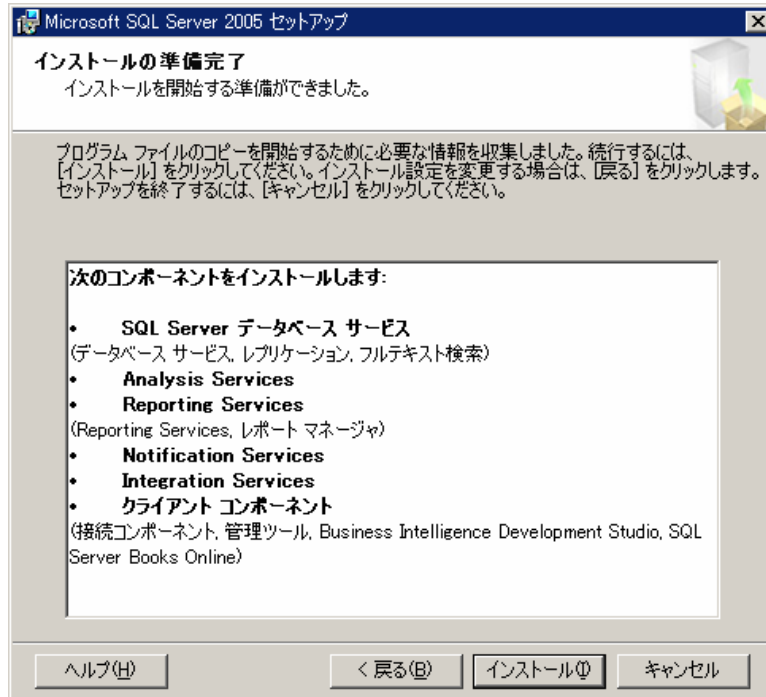 Microsoft SQL Server 2005 セットアップ
インストールの準備完了
インストールを開始する準備ができました。
プログラム ファイルのコピーを開始するために必要な情報を収集しました。続行するには、
[インストール] をクリックしてください。インストール設定を変更する場合は、[戻る] をクリックします。
セットアップを終了するには、[キャンセル] をクリックしてください。
次のコンポーネントをインストールします:
• SQL Server データベース サービス
(データベース サービス, レプリケーション, フルテキスト検索)
• Analysis Services
• Reporting Services
(Reporting Services, レポート マネージャ)
• Notification Services
• Integration Services
• クライアント コンポーネント
(接続コンポーネント, 管理ツール, Business Intelligence Development Studio, SQL
Server Books Online)
ヘルプ(H)
< 戻る(B)
インストール(I)
キャンセル